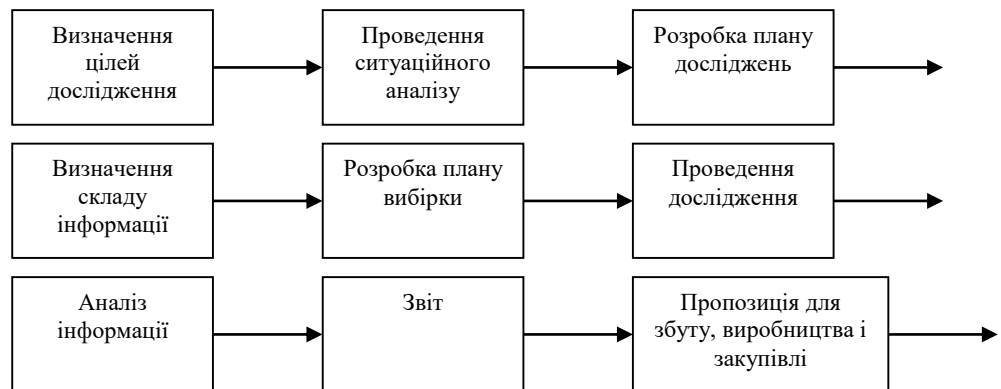 Визначення
цілей
дослідження
Проведення
ситуаційного
аналізу
Розробка плану
досліджень
Визначення
складу
інформації
Розробка плану
вибірки
Проведення
дослідження
Аналіз
інформації
Звіт
Пропозиція для
збуту, виробництва і
закупівлі